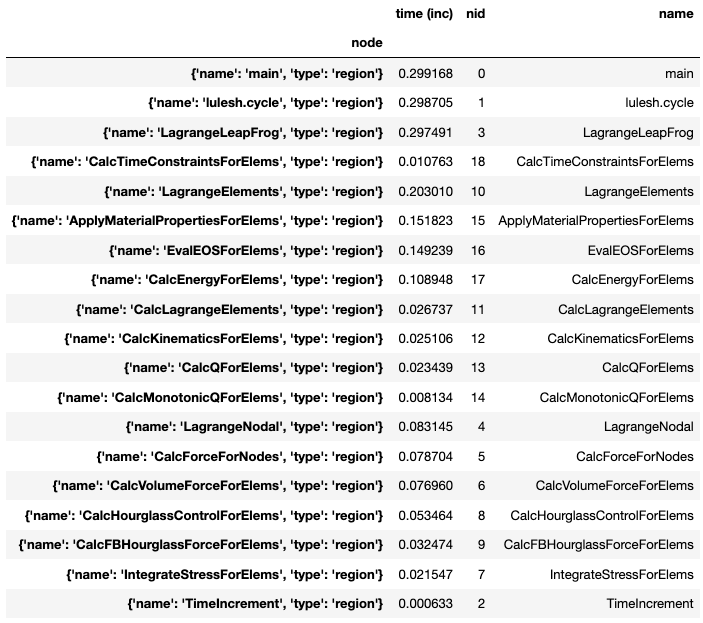 time (inc) nid name
node
{'name': 'main', 'type': 'region'} 0.299168 0 main
{'name': 'lulesh.cycle', 'type': 'region'} 0.298705 1 lulesh.cycle
{'name': 'LagrangeLeapFrog', 'type': 'region'} 0.297491 3 LagrangeLeapFrog
{'name': 'CalcTimeConstraintsForElems', 'type': 'region'} 0.010763 18 CalcTimeConstraintsForElems
{'name': 'LagrangeElements', 'type': 'region'} 0.203010 10 LagrangeElements
{'name': 'ApplyMaterialPropertiesForElems', 'type': 'region'} 0.151823 15 ApplyMaterialPropertiesForElems
{'name': 'EvalEOSForElems', 'type': 'region'} 0.149239 16 EvalEOSForElems
{'name': 'CalcEnergyForElems', 'type': 'region'} 0.108948 17 CalcEnergyForElems
{'name': 'CalcLagrangeElements', 'type': 'region'} 0.026737 11 CalcLagrangeElements
{'name': 'CalcKinematicsForElems', 'type': 'region'} 0.025106 12 CalcKinematicsForElems
{'name': 'CalcQForElems', 'type': 'region'} 0.023439 13 CalcQForElems
{'name': 'CalcMonotonicQForElems', 'type': 'region'} 0.008134 14 CalcMonotonicQForElems
{'name': 'LagrangeNodal', 'type': 'region'} 0.083145 4 LagrangeNodal
{'name': 'CalcForceForNodes', 'type': 'region'} 0.078704 5 CalcForceForNodes
{'name': 'CalcVolumeForceForElems', 'type': 'region'} 0.076960 6 CalcVolumeForceForElems
{'name': 'CalcHourglassControlForElems', 'type': 'region'} 0.053464 8 CalcHourglassControlForElems
{'name': 'CalcFBHourglassForceForElems', 'type': 'region'} 0.032474 9 CalcFBHourglassForceForElems
{'name': 'IntegrateStressForElems', 'type': 'region'} 0.021547 7 IntegrateStressForElems
{'name': 'TimeIncrement', 'type': 'region'} 0.000633 2 TimeIncrement